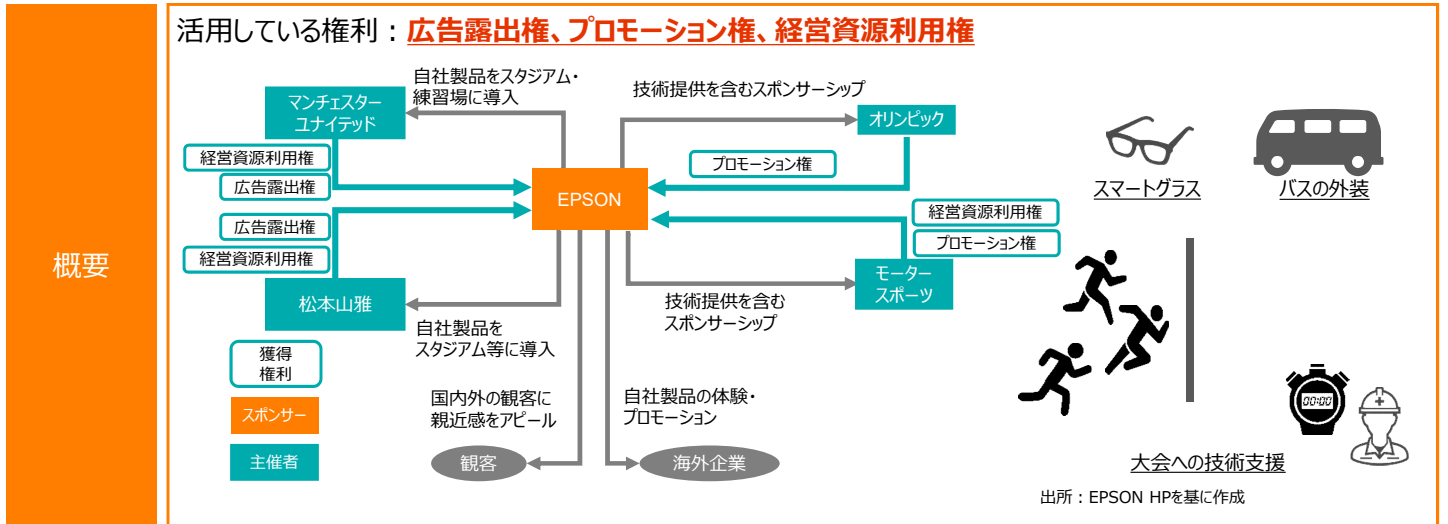 活用している権利：広告露出権、プロモーション権、経営資源利用権
概要
自社製品をスタジアム・
練習場に導入
マンチェスター
ユナイテッド
経営資源利用権
広告露出権
広告露出権
経営資源利用権
松本山雅
自社製品を
スタジアム等に導入
EPSON
技術提供を含むスポンサーシップ
オリンピック
プロモーション権
経営資源利用権
プロモーション権
モーター
スポーツ
技術提供を含む
スポンサーシップ
獲得
権利
スポンサー
主催者
国内外の観客に
親近感をアピール
観客
自社製品の体験・
プロモーション
海外企業
スマートグラス
バスの外装
00:00
大会への技術支援
出所：EPSON HPを基に作成